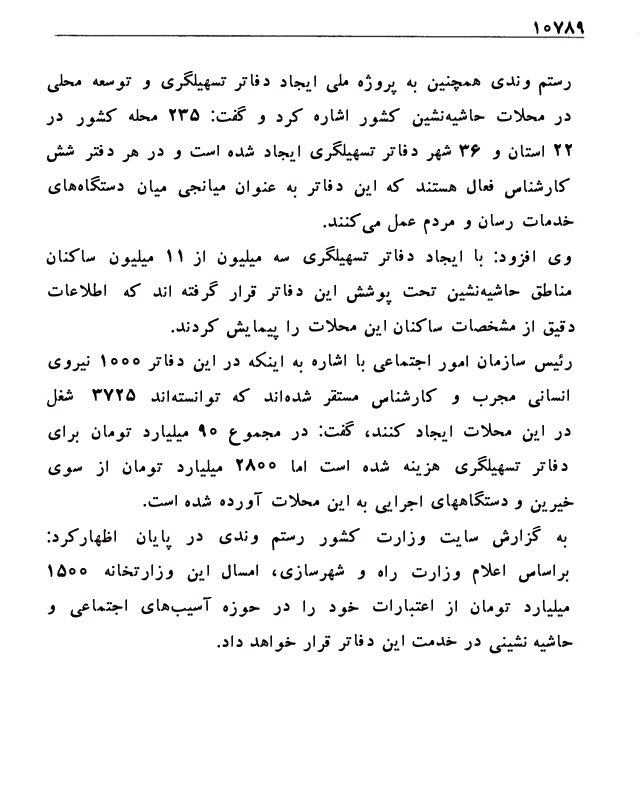 ۱۰۷۸۹
رستم وندی همچنین به پروژه ملی ایجاد دفاتر تسهیلگری و توسعه محلی
در محلات حاشیه‌نشین کشور اشاره کرد و گفت: ۲۳۵ محله کشور در
۲۲ استان و ۳۶ شهر دفاتر تسهیلگری ایجاد شده است و در هر دفتر شش
کارشناس فعال هستند که این دفاتر به عنوان میانجی میان دستگاه‌های
خدمات رسان و مردم عمل می‌کنند.
وی افزود: با ایجاد دفاتر تسهیلگری سه میلیون از ۱۱ میلیون ساکنان
مناطق حاشیه‌نشین تحت پوشش این دفاتر قرار گرفته اند که اطلاعات
دقیق از مشخصات ساکنان این محلات را پیمایش کردند.
رئیس سازمان امور اجتماعی با اشاره به اینکه در این دفاتر ۱۰۰۰ نیروی
انسانی مجرب و کارشناس مستقر شده‌اند که توانسته‌اند ۳۷۲۵ شغل
در این محلات ایجاد کنند، گفت: در مجموع ۹۰ میلیارد تومان برای
دفاتر تسهیلگری هزینه شده است اما ۲۸۰۰ میلیارد تومان از سوی
خیرین و دستگاههای اجرایی به این محلات آورده شده است.
به گزارش سایت وزارت کشور رستم وندی در پایان اظهارکرد:
براساس اعلام وزارت راه و شهرسازی، امسال این وزارتخانه ۱۵۰۰
میلیارد تومان از اعتبارات خود را در حوزه آسیب‌های اجتماعی و
حاشیه نشینی در خدمت این دفاتر قرار خواهد داد.